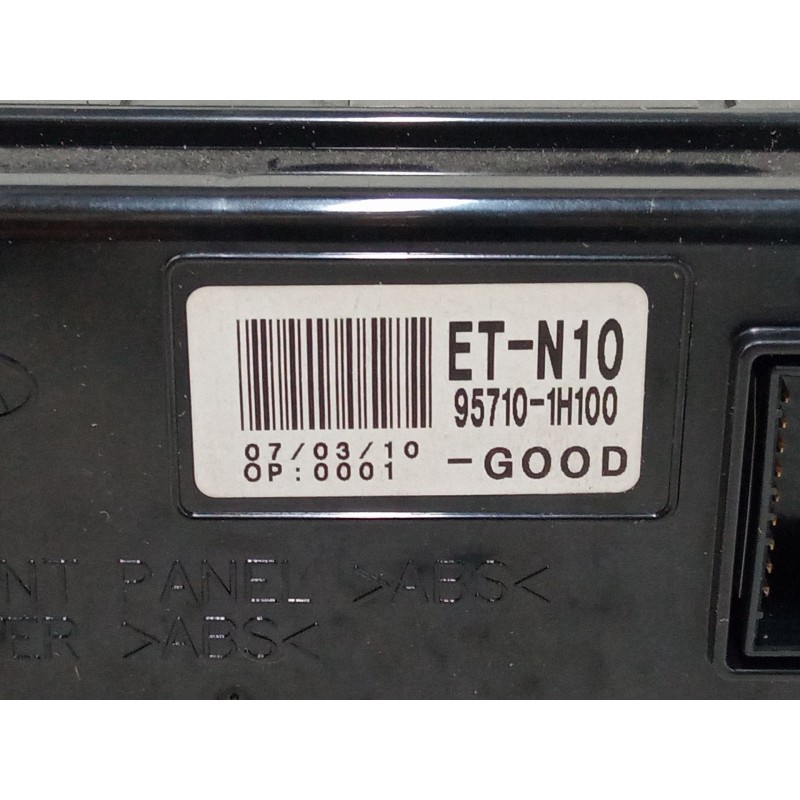 ET-N10
95710-1H100
07/03/10
OP:0001
-GOOD
PANEL >ABS<
>ABS<